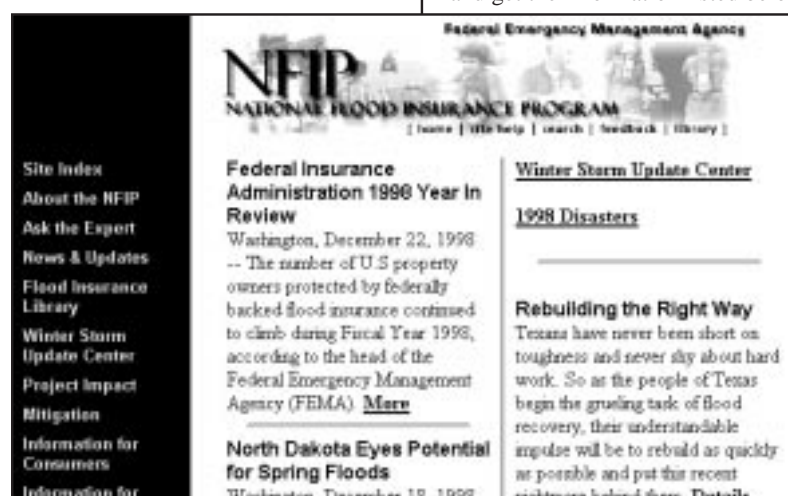 Federal Emergency Management Agency
NFIP
NATIONAL FLOOD INSURANCE PROGRAM
[ home | site help | search | feedback | library ]
Site Index
About the NFIP
Ask the Expert
News & Updates
Flood Insurance
Library
Winter Storm
Update Center
Project Impact
Mitigation
Information for
Consumers
Information for
Federal Insurance
Administration 1998 Year In
Review
Washington, December 22, 1998
-- The number of U.S property
owners protected by federally
backed flood insurance continued
to climb during Fiscal Year 1998,
according to the head of the
Federal Emergency Management
Agency (FEMA). More
North Dakota Eyes Potential
for Spring Floods
Washington, December 18, 1998
Winter Storm Update Center
1998 Disasters
Rebuilding the Right Way
Texans have never been short on
toughness and never shy about hard
work. So as the people of Texas
begin the grueling task of flood
recovery, their understandable
impulse will be to rebuild as quickly
as possible and put this recent
nightmare behind them. Details